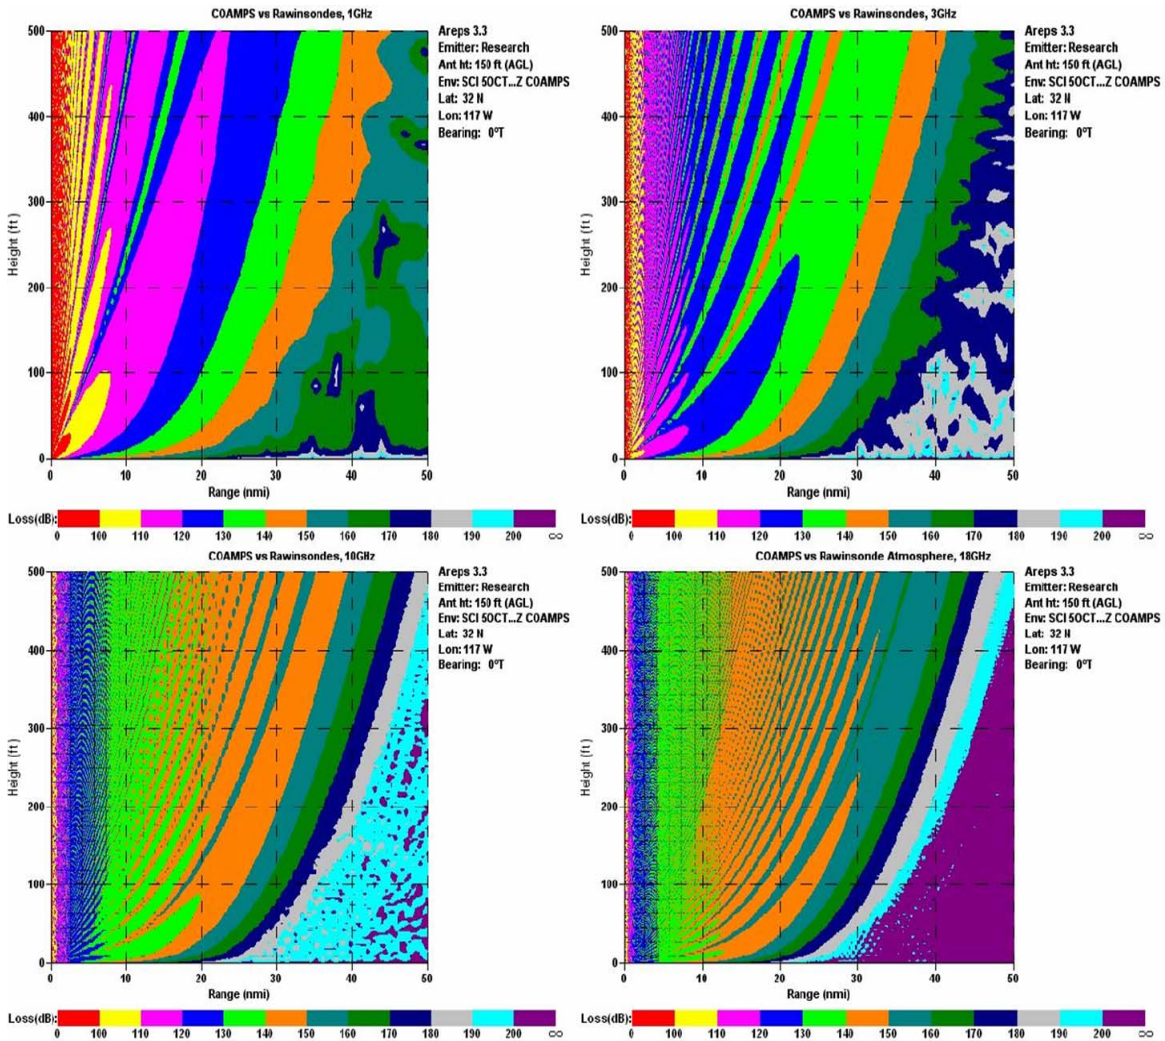 COAMPS vs Rawinsondes, 1GHz
500
400
300
200
100
0
Height (ft)
0 10 20 30 40 50
Range (nmi)
Areps 3.3
Emitter: Research
Ant ht: 150 ft (AGL)
Env: SCI 50CT...Z COAMPS
Lat: 32 N
Lon: 117 W
Bearing: 0°T
Loss(dB):
0 100 110 120 130 140 150 160 170 180 190 200 ∞
COAMPS vs Rawinsondes, 3GHz
500
400
300
200
100
0
Height (ft)
0 10 20 30 40 50
Range (nmi)
Areps 3.3
Emitter: Research
Ant ht: 150 ft (AGL)
Env: SCI 50CT...Z COAMPS
Lat: 32 N
Lon: 117 W
Bearing: 0°T
Loss(dB):
0 100 110 120 130 140 150 160 170 180 190 200 ∞
COAMPS vs Rawinsondes, 10GHz
500
400
300
200
100
0
Height (ft)
0 10 20 30 40 50
Range (nmi)
Areps 3.3
Emitter: Research
Ant ht: 150 ft (AGL)
Env: SCI 50CT...Z COAMPS
Lat: 32 N
Lon: 117 W
Bearing: 0°T
Loss(dB):
0 100 110 120 130 140 150 160 170 180 190 200 ∞
COAMPS vs Rawinsonde Atmosphere, 18GHz
500
400
300
200
100
0
Height (ft)
0 10 20 30 40 50
Range (nmi)
Areps 3.3
Emitter: Research
Ant ht: 150 ft (AGL)
Env: SCI 50CT...Z COAMPS
Lat: 32 N
Lon: 117 W
Bearing: 0°T
Loss(dB):
0 100 110 120 130 140 150 160 170 180 190 200 ∞